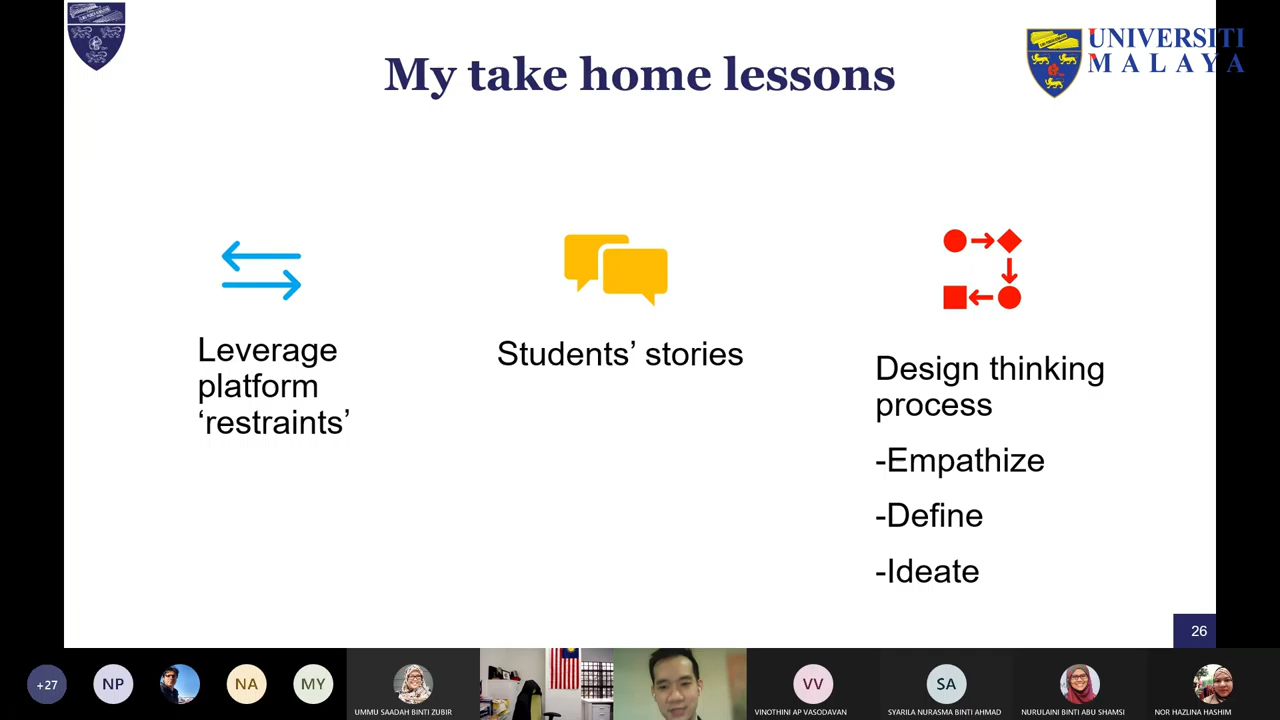 My take home lessons
UNIVERSITI
MALAYA
Leverage
platform
‘restraints’
Students’ stories
Design thinking
process
-Empathize
-Define
-Ideate
26
+27
NP
NA
MY
UMMU SAADAH BINTI ZUBIR
VV
VINOTHINI AP VASODAVAN
SA
SYARILA NURASMA BINTI AHMAD
NURULAINI BINTI ABU SHAMSI
NOR HAZLINA HASHIM